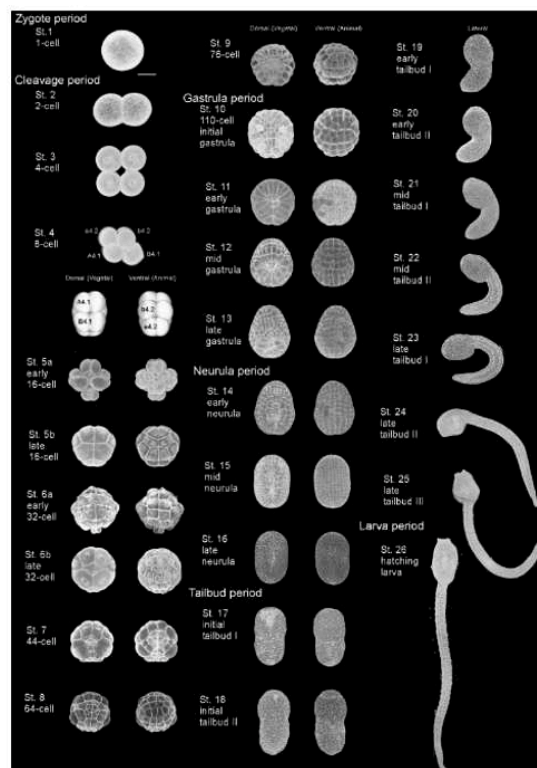 Zygote period
St.1
1-cell
Cleavage period
St. 2
2-cell
St. 3
4-cell
St. 4
8-cell
b4.2
A4.1
B4.1
Dorsal (Vegetal)
Ventral (Animal)
B4.1
b4.2
a4.2
St. 5a
early
16-cell
St. 5b
late
16-cell
St. 6a
early
32-cell
St. 6b
late
32-cell
St. 7
44-cell
St. 8
64-cell
Dorsal (Vegetal)
Ventral (Animal)
St. 9
76-cell
Gastrula period
St. 10
110-cell
initial
gastrula
St. 11
early
gastrula
St. 12
mid
gastrula
St. 13
late
gastrula
Neurula period
St. 14
early
neurula
St. 15
mid
neurula
St. 16
late
neurula
Tailbud period
St. 17
initial
tailbud I
St. 18
initial
tailbud II
Lateral
St. 19
early
tailbud I
St. 20
early
tailbud II
St. 21
mid
tailbud I
St. 22
mid
tailbud II
St. 23
late
tailbud I
St. 24
late
tailbud II
St. 25
late
tailbud III
Larva period
St. 26
hatching
larva